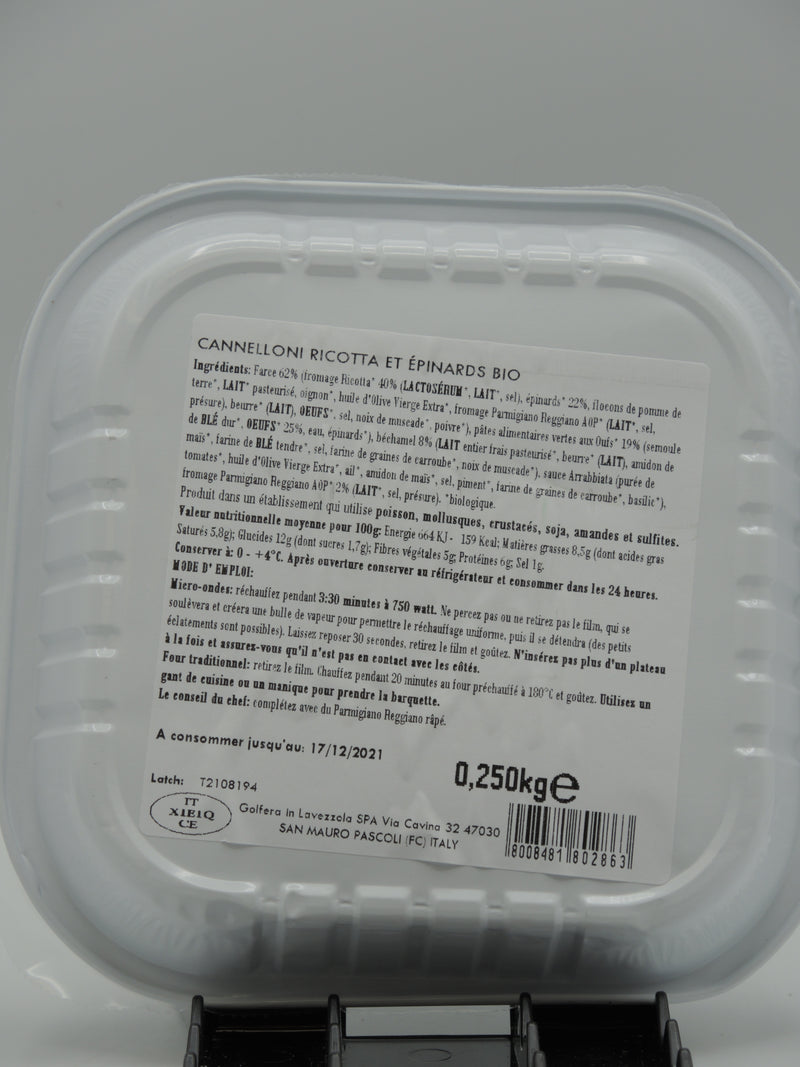 CANNELLONI RICOTTA ET ÉPINARDS BIO
Ingrédients: Farce 62% (fromage Ricotta* 40% (LACTOSÉRUM*, LAIT*, sel), épinards* 22%, flocons de pomme de
terre*, LAIT* pasteurisé, oignon*, huile d'Olive Vierge Extra*, fromage Parmigiano Reggiano AOP* (LAIT*, sel,
présure), beurre* (LAIT), OEUFS*, sel, noix de muscade*, poivre*), pâtes alimentaires vertes aux Oufs* 19% (semoule
de BLÉ dur*, OEUFS* 25%, eau, épinards*), béchamel 8% (LAIT entier frais pasteurisé*, beurre* (LAIT), amidon de
maïs*, farine de BLÉ tendre*, sel, farine de graines de carroube*, noix de muscade*), sauce Arrabbiata (purée de
tomates*, huile d'Olive Vierge Extra*, ail*, amidon de maïs*, sel, piment*, farine de graines de carroube*, basilic*),
fromage Parmigiano Reggiano AOP* 2% (LAIT*, sel, présure). *biologique.
Produit dans un établissement qui utilise poisson, mollusques, crustacés, soja, amandes et sulfites.
Valeur nutritionnelle moyenne pour 100g: Energie 664 KJ - 159 Kcal; Matières grasses 8,5g (dont acides gras
Saturés 5,8g); Glucides 12g (dont sucres 1,7g); Fibres végétales 5g; Protéines 6g; Sel 1g.
Conserver à: 0 - +4°C. Après ouverture conserver au réfrigérateur et consommer dans les 24 heures.
MODE D' EMPLOI:
Micro-ondes: réchauffez pendant 3:30 minutes à 750 watt. Ne percez pas ou ne retirez pas le film, qui se
soulèvera et créera une bulle de vapeur pour permettre le réchauffage uniforme, puis il se détendra (des petits
éclatements sont possibles). Laissez reposer 30 secondes, retirez le film et goûtez. N'insérez pas plus d'un plateau
à la fois et assurez-vous qu'il n'est pas en contact avec les côtés.
Four traditionnel: retirez le film. Chauffez pendant 20 minutes au four préchauffé à 180°C et goûtez. Utilisez un
gant de cuisine ou un manique pour prendre la barquette.
Le conseil du chef: complétez avec du Parmigiano Reggiano râpé.
A consommer jusqu'au: 17/12/2021
0,250kg e
Latch: T2108194
IT
X1E1Q
CE
Golfera in Lavezzola SPA Via Cavina 32 47030
SAN MAURO PASCOLI (FC) ITALY
8008481 802863